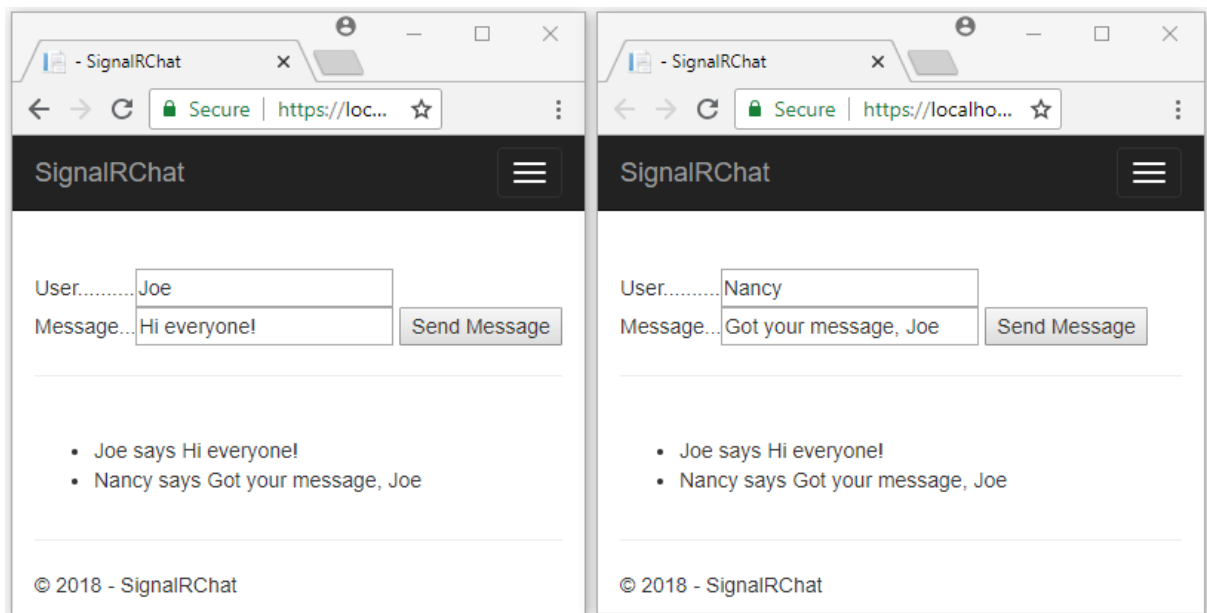 - SignalRChat
Secure | https://loc...
SignalRChat
User..........Joe
Message...Hi everyone! Send Message
• Joe says Hi everyone!
• Nancy says Got your message, Joe
© 2018 - SignalRChat
- SignalRChat
Secure | https://localho...
SignalRChat
User..........Nancy
Message...Got your message, Joe Send Message
• Joe says Hi everyone!
• Nancy says Got your message, Joe
© 2018 - SignalRChat